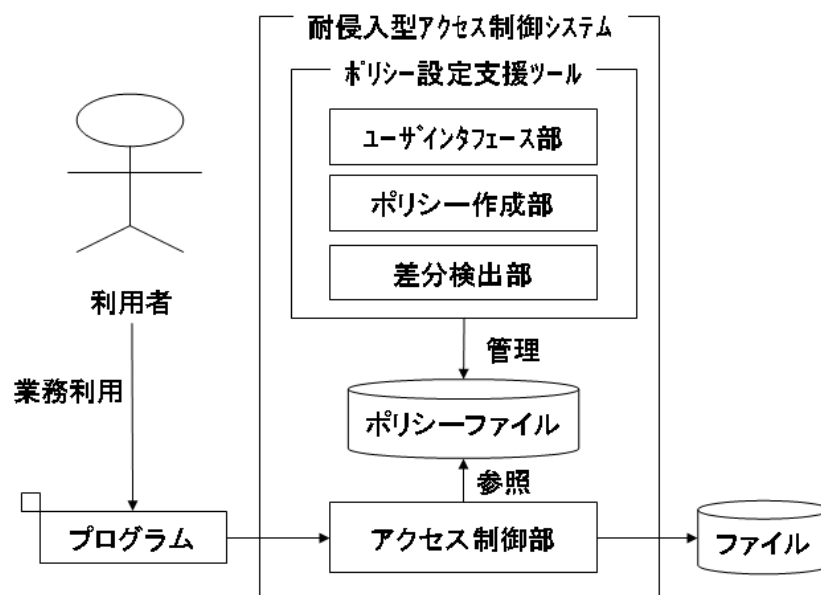 耐侵入型アクセス制御システム
ポリシー設定支援ツール
ユーザインタフェース部
ポリシー作成部
差分検出部
利用者
管理
業務利用
ポリシーファイル
参照
プログラム
アクセス制御部
ファイル